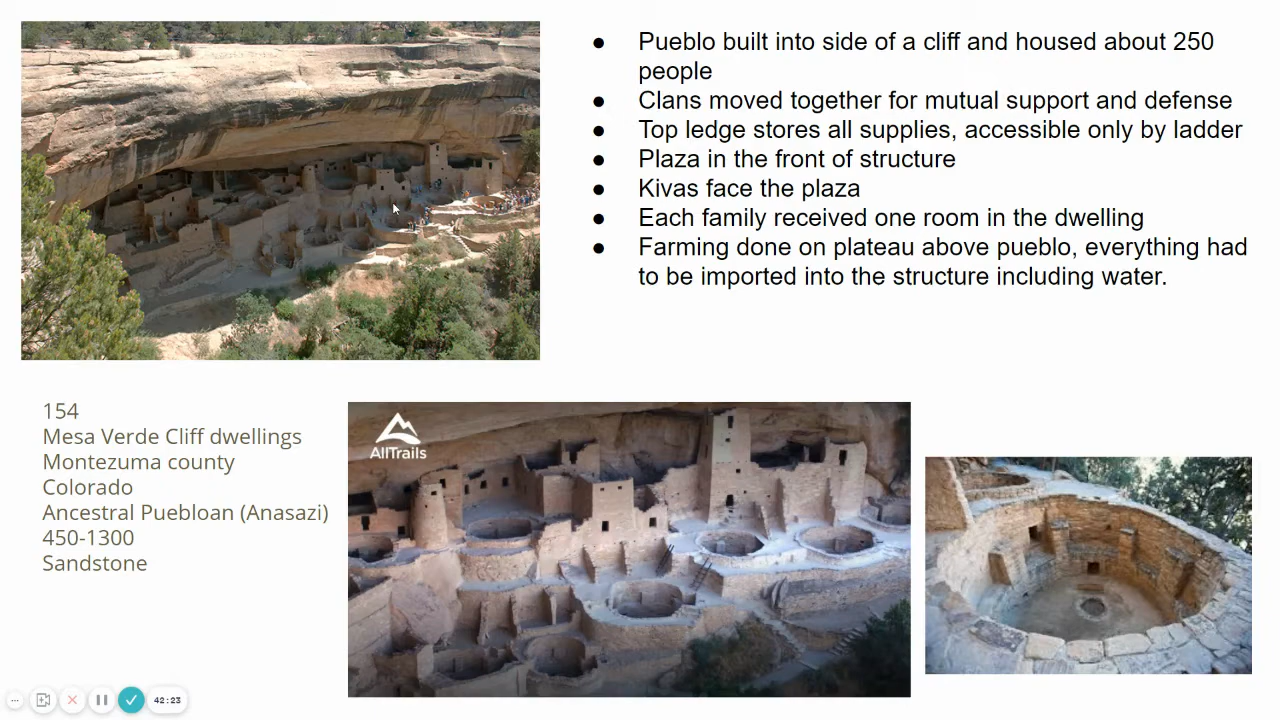 ● Pueblo built into side of a cliff and housed about 250
people
● Clans moved together for mutual support and defense
● Top ledge stores all supplies, accessible only by ladder
● Plaza in the front of structure
● Kivas face the plaza
● Each family received one room in the dwelling
● Farming done on plateau above pueblo, everything had
to be imported into the structure including water.
154
Mesa Verde Cliff dwellings
Montezuma county
Colorado
Ancestral Puebloan (Anasazi)
450-1300
Sandstone
AllTrails
42:23